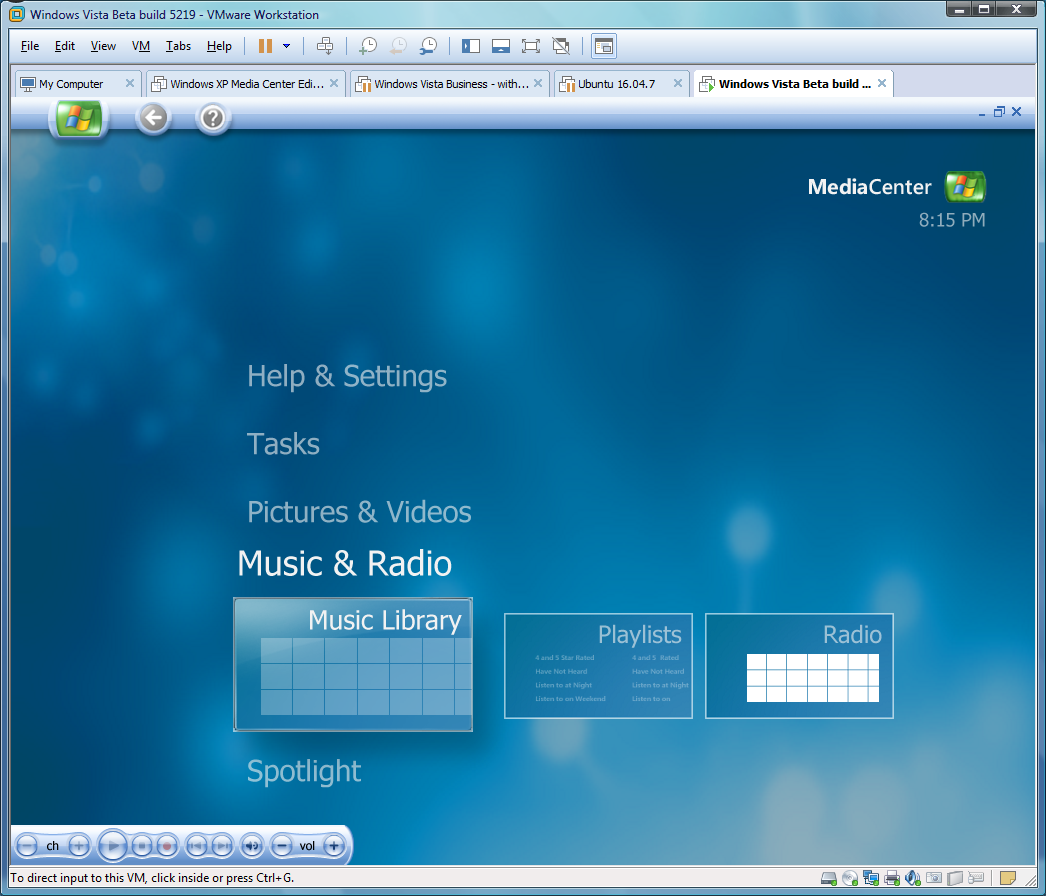 Windows Vista Beta build 5219 - VMware Workstation
File Edit View VM Tabs Help
My Computer
Windows XP Media Center Edi...
Windows Vista Business - with...
Ubuntu 16.04.7
Windows Vista Beta build ...
MediaCenter
8:15 PM
Help & Settings
Tasks
Pictures & Videos
Music & Radio
Music Library
Playlists
4 and 5 Star Rated 4 and 5 Rated
Have Not Heard Have Not Heard
Listen to at Night Listen to at Night
Listen to on Weekend Listen to on
Radio
Spotlight
ch vol
To direct input to this VM, click inside or press Ctrl+G.